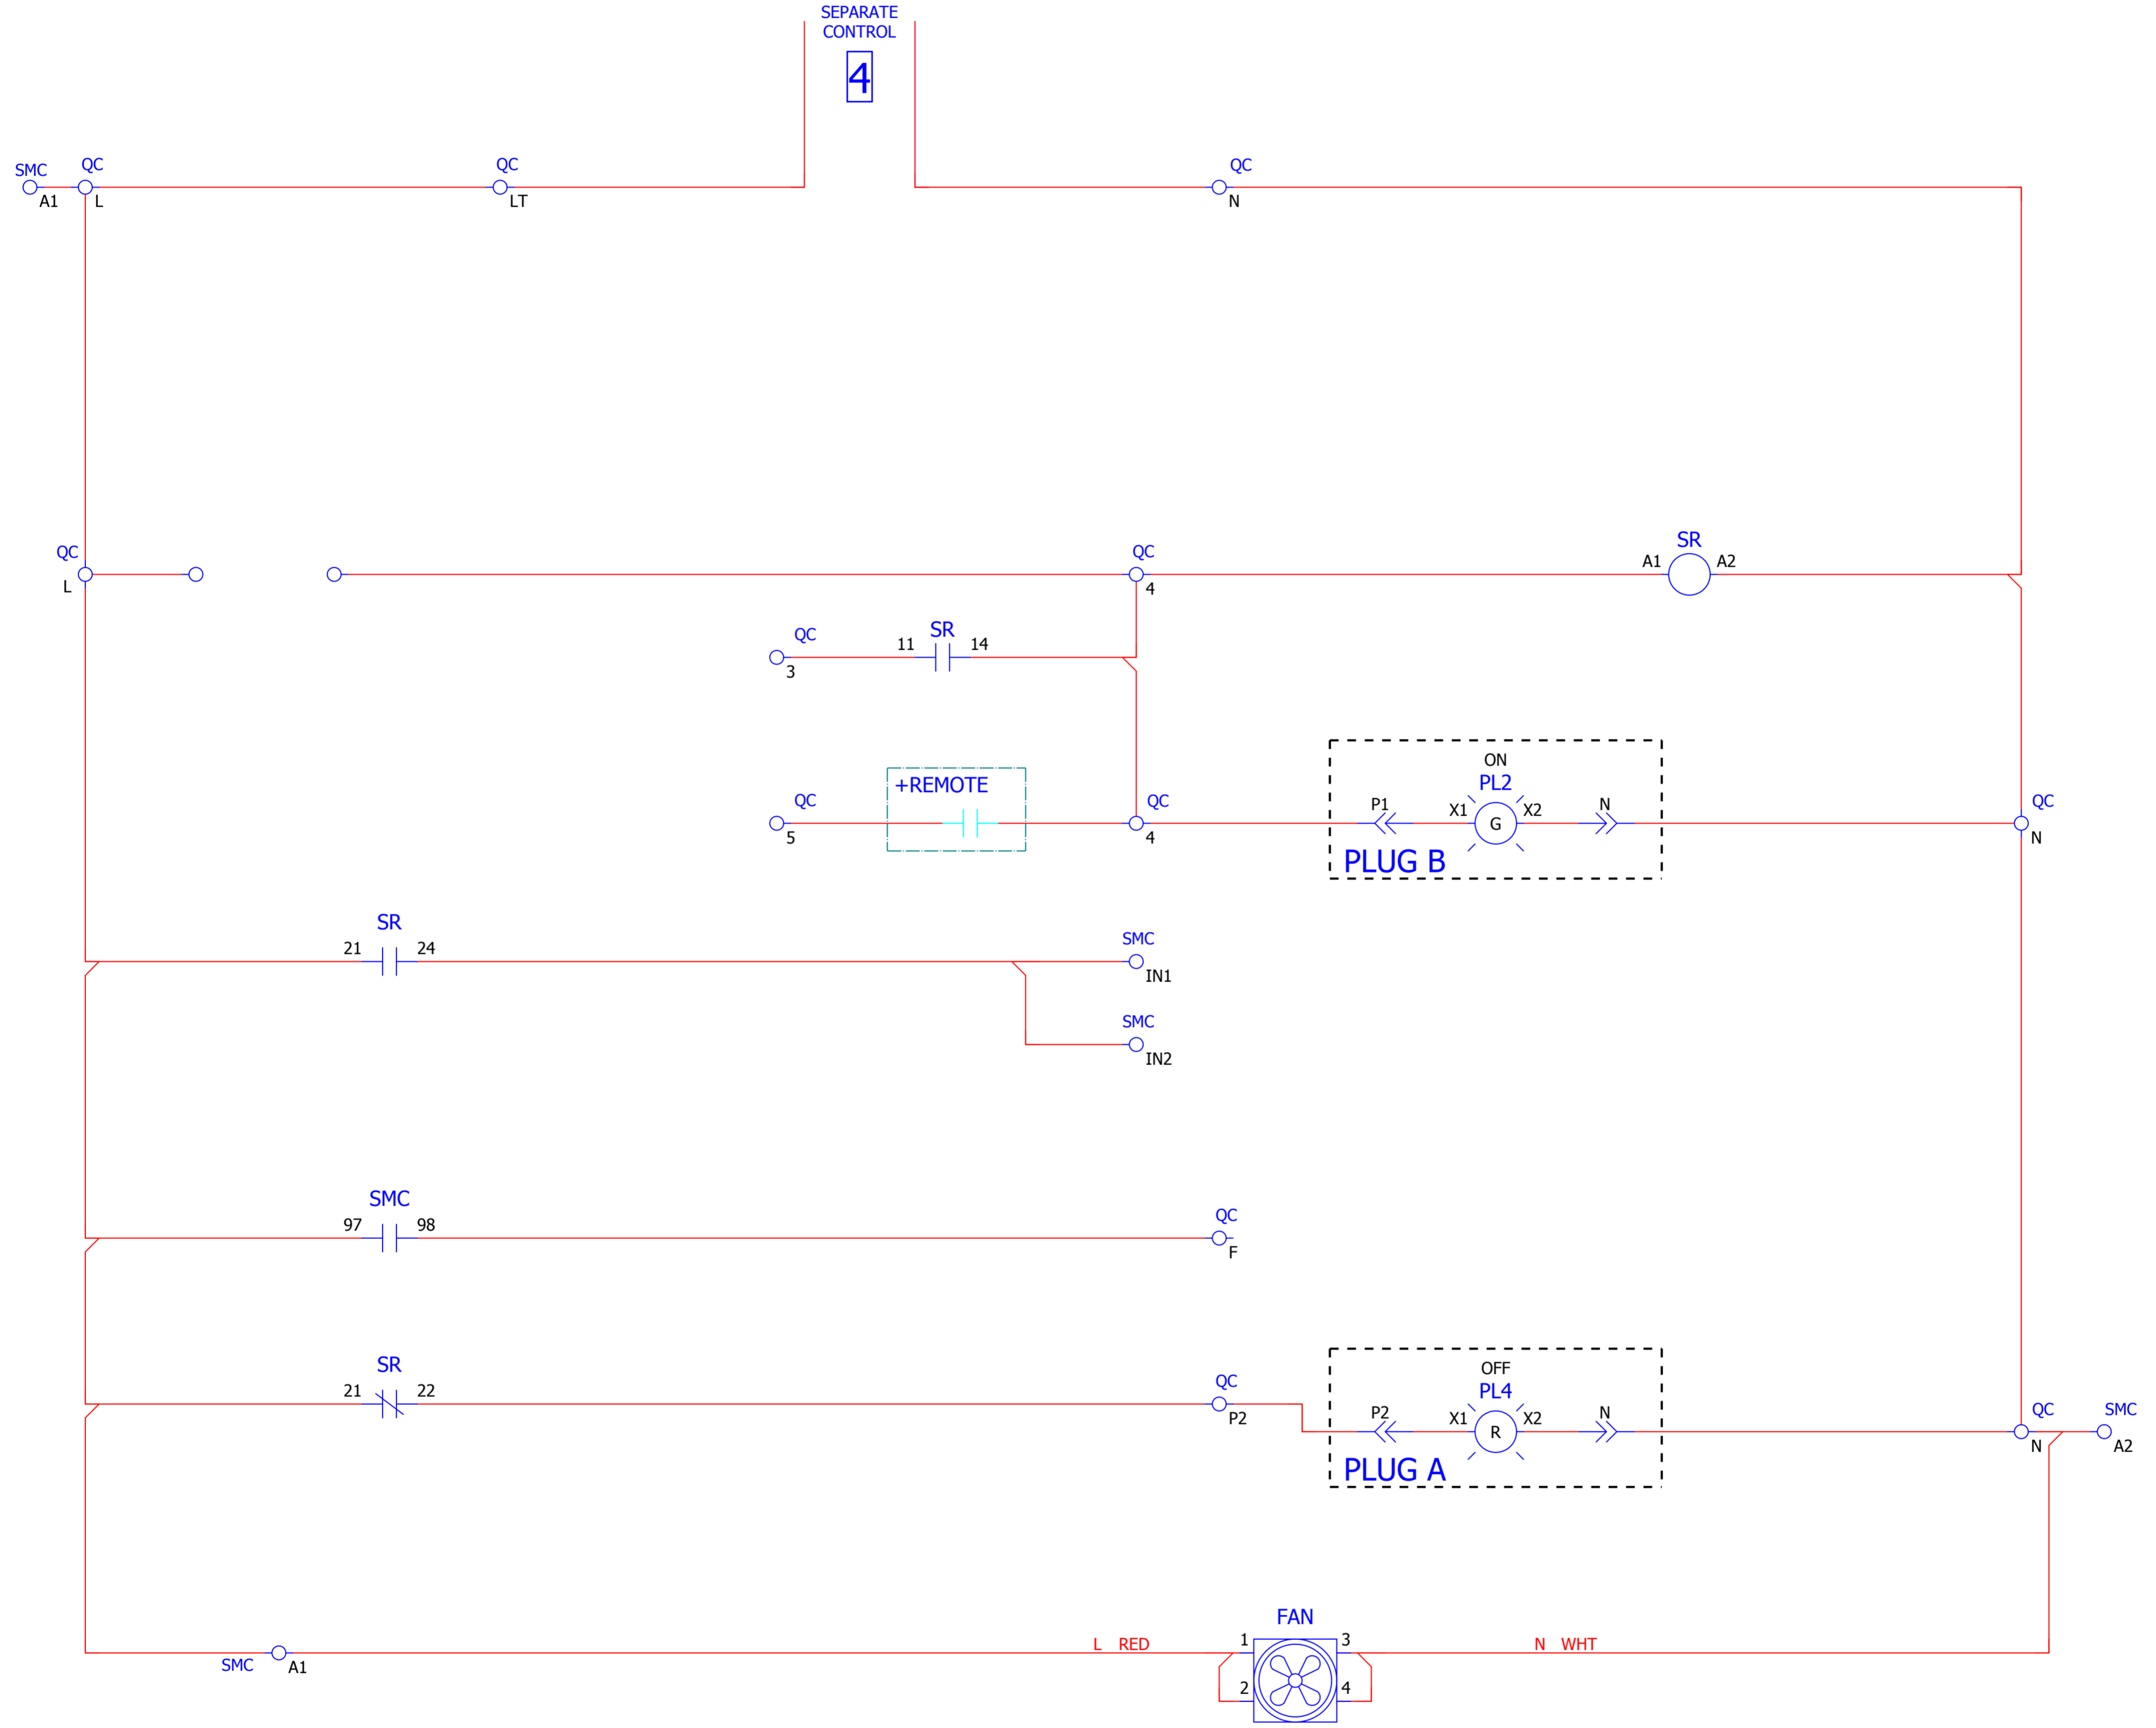 SEPARATE
CONTROL
4
SMC
QC
QC
QC
A1
L
LT
N
QC
QC
SR
A1
A2
L
4
QC
11
SR
14
3
ON
+REMOTE
PL2
QC
QC
P1
X1
X2
N
QC
G
5
4
N
PLUG B
SR
21
24
SMC
IN1
SMC
IN2
SMC
97
98
QC
F
SR
OFF
21
22
QC
PL4
P2
P2
X1
X2
N
QC
SMC
R
N
A2
PLUG A
FAN
L RED
1
3
N WHT
SMC
A1
2
4